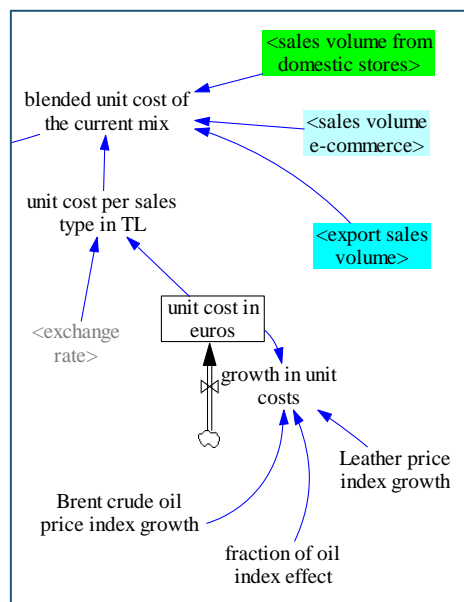 <sales volume from
domestic stores>
blended unit cost of
the current mix
<sales volume
e-commerce>
unit cost per sales
type in TL
<export sales
volume>
unit cost in
euros
<exchange
rate>
growth in unit
costs
Leather price
index growth
Brent crude oil
price index growth
fraction of oil
index effect